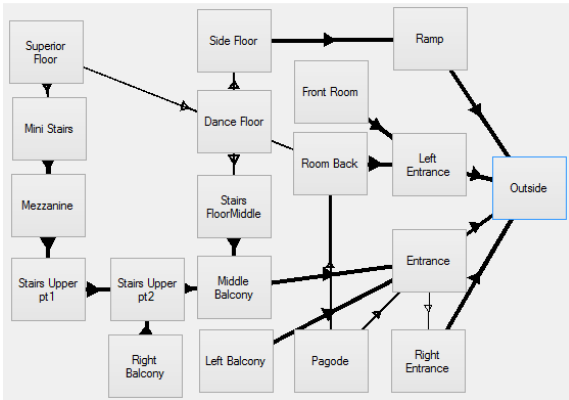 Superior
Floor
Side Floor
Ramp
Front Room
Mini Stairs
Dance Floor
Room Back
Left
Entrance
Outside
Mezzanine
Stairs
FloorMiddle
Stairs Upper
pt1
Stairs Upper
pt2
Middle
Balcony
Entrance
Right
Balcony
Left Balcony
Pagode
Right
Entrance